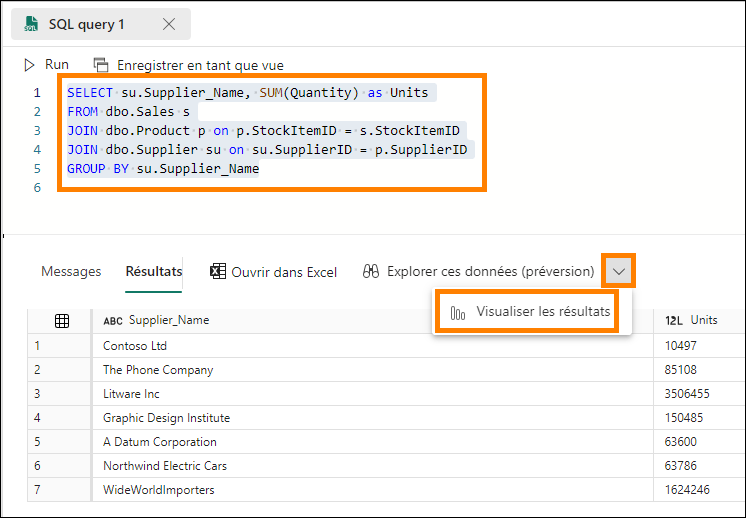 SQL query 1
Run Enregistrer en tant que vue
1 SELECT su.Supplier_Name, SUM(Quantity) as Units
2 FROM dbo.Sales s
3 JOIN dbo.Product p on p.StockItemID = s.StockItemID
4 JOIN dbo.Supplier su on su.SupplierID = p.SupplierID
5 GROUP BY su.Supplier_Name
6
Messages Résultats Ouvrir dans Excel Explorer ces données (préversion)
Visualiser les résultats
ABC Supplier_Name 12L Units
1 Contoso Ltd 10497
2 The Phone Company 85108
3 Litware Inc 3506455
4 Graphic Design Institute 150485
5 A Datum Corporation 63600
6 Northwind Electric Cars 63786
7 WideWorldImporters 1624246